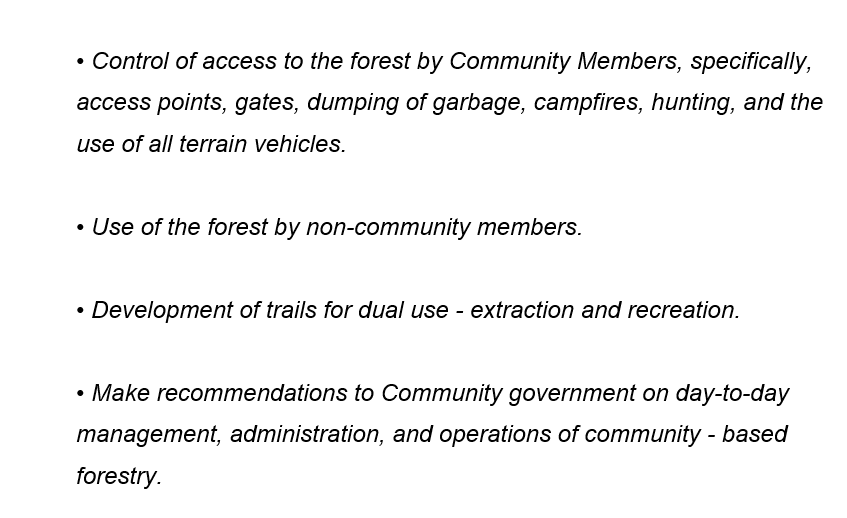 • Control of access to the forest by Community Members, specifically,
access points, gates, dumping of garbage, campfires, hunting, and the
use of all terrain vehicles.
• Use of the forest by non-community members.
• Development of trails for dual use - extraction and recreation.
• Make recommendations to Community government on day-to-day
management, administration, and operations of community - based
forestry.